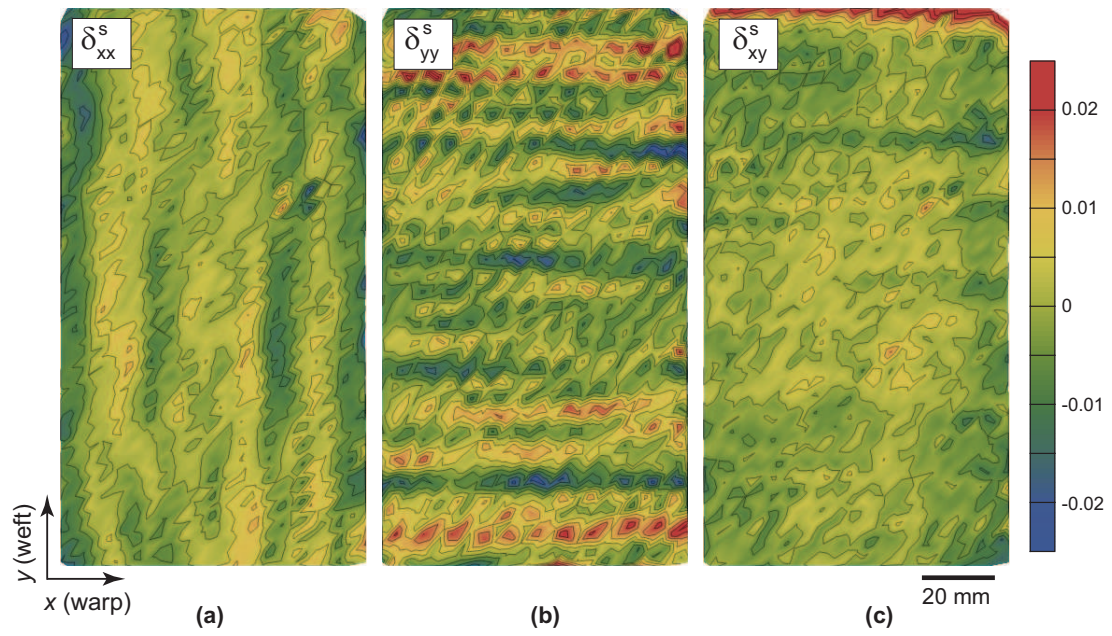 δ^s_xx
δ^s_yy
δ^s_xy
0.02
0.01
0
-0.01
-0.02
y (weft)
x (warp)
(a)
(b)
(c)
20 mm